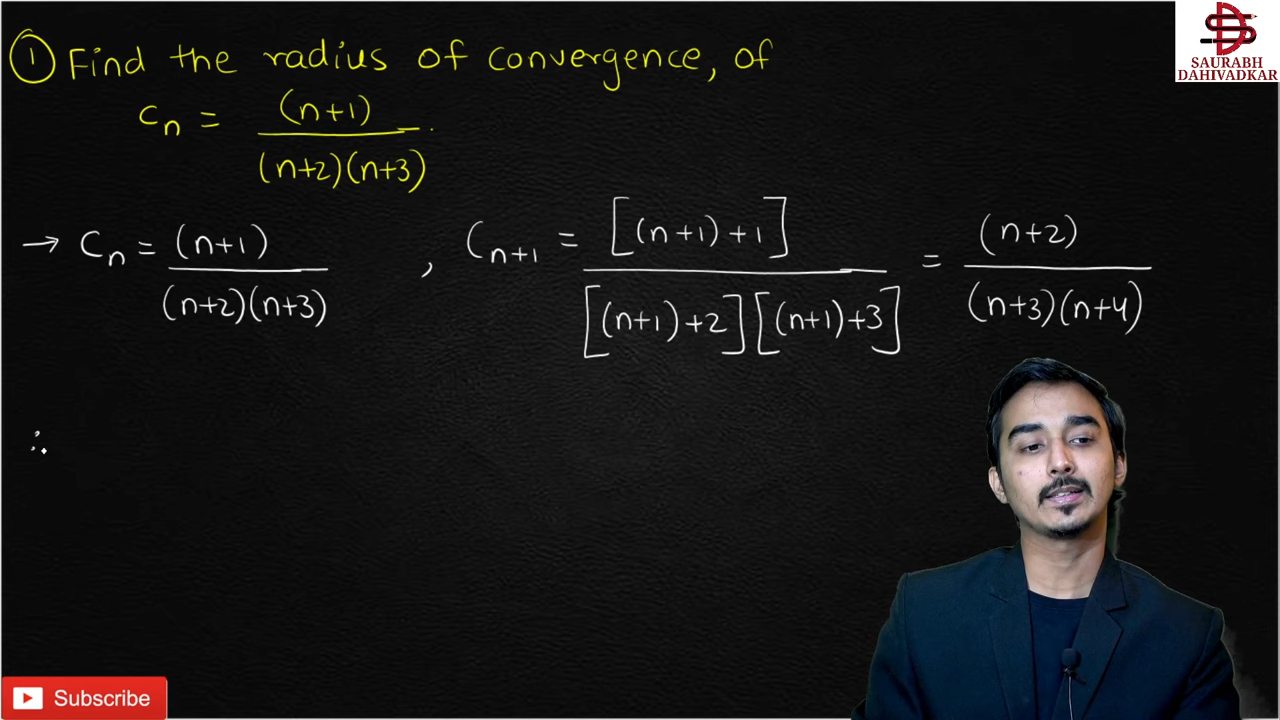 ① Find the radius of convergence, of
Cn = (n+1) / (n+2)(n+3)
→ Cn = (n+1) / (n+2)(n+3) , Cn+1 = [(n+1)+1] / [(n+1)+2][(n+1)+3] = (n+2) / (n+3)(n+4)
∴
SAURABH
DAHIVADKAR
Subscribe